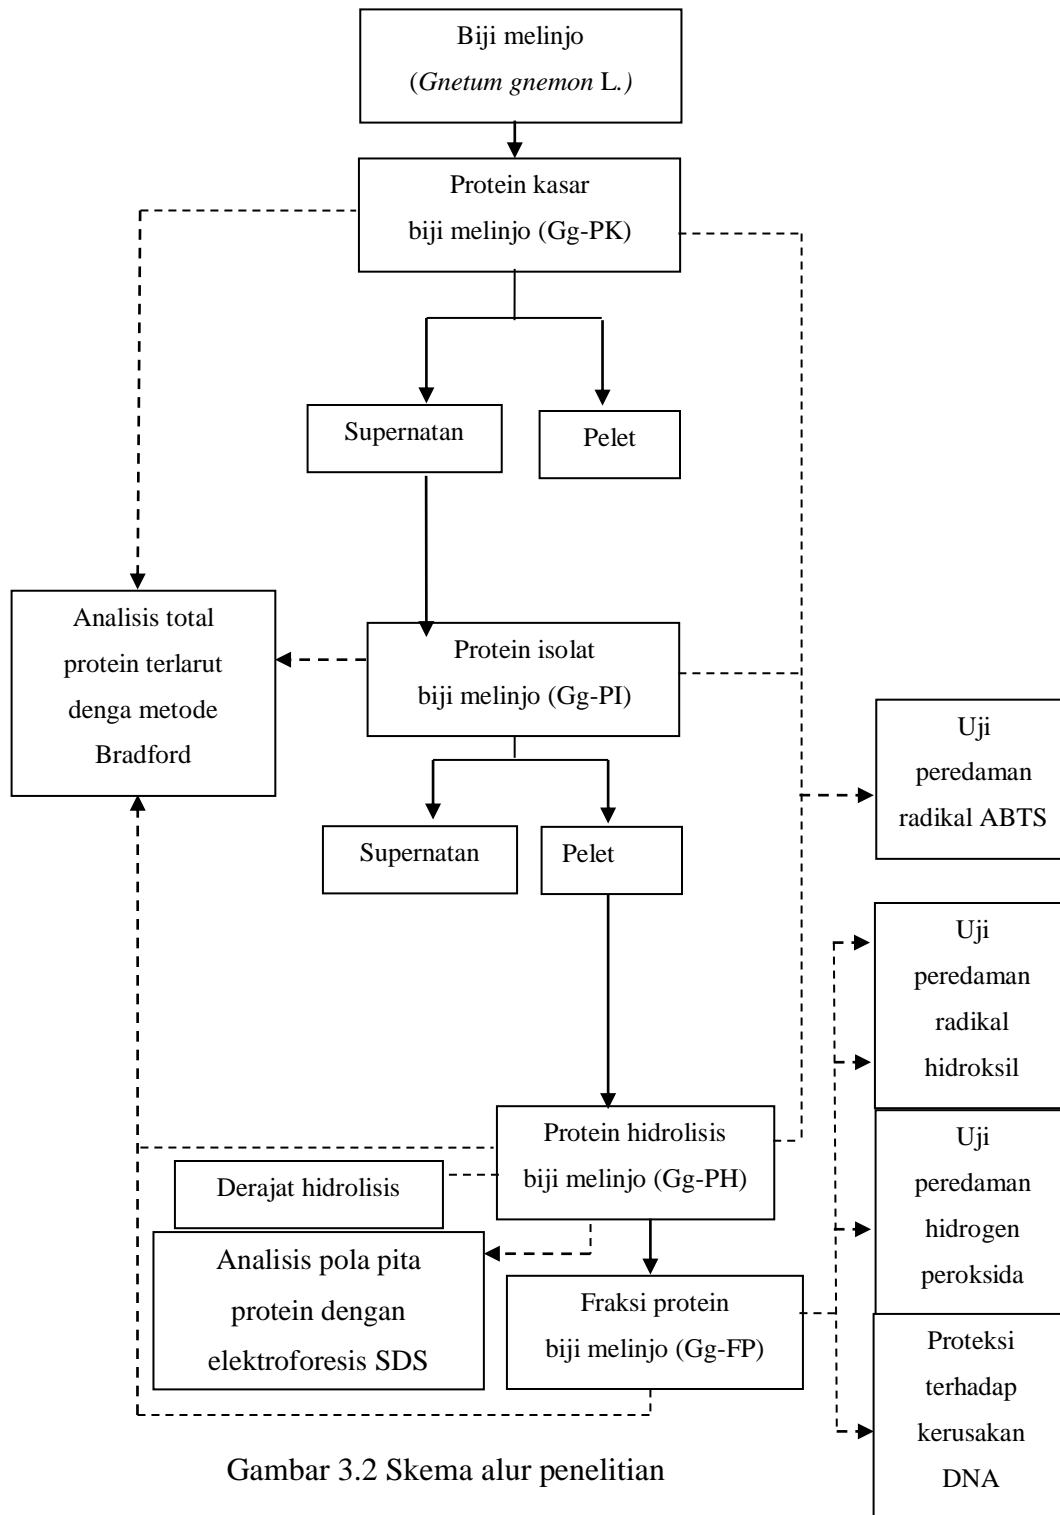 Biji melinjo
(Gnetum gnemon L.)
Protein kasar
biji melinjo (Gg-PK)
Supernatan
Pelet
Analisis total
protein terlarut
denga metode
Bradford
Protein isolat
biji melinjo (Gg-PI)
Uji
peredaman
radikal ABTS
Supernatan
Pelet
Uji
peredaman
radikal
hidroksil
Protein hidrolisis
biji melinjo (Gg-PH)
Derajat hidrolisis
Uji
peredaman
hidrogen
peroksida
Analisis pola pita
protein dengan
elektroforesis SDS
Fraksi protein
biji melinjo (Gg-FP)
Proteksi
terhadap
kerusakan
DNA
Gambar 3.2 Skema alur penelitian